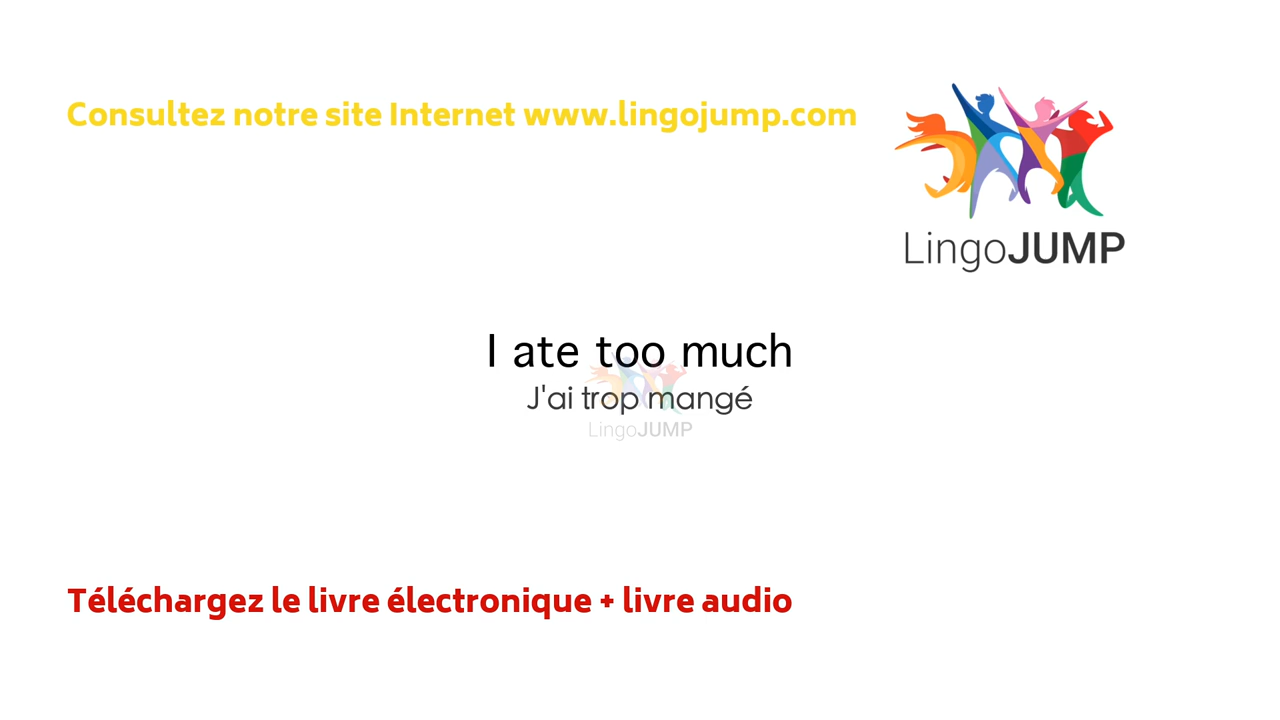 Consultez notre site Internet www.lingojump.com
LingoJUMP
I ate too much
J'ai trop mangé
LingoJUMP
Téléchargez le livre électronique + livre audio